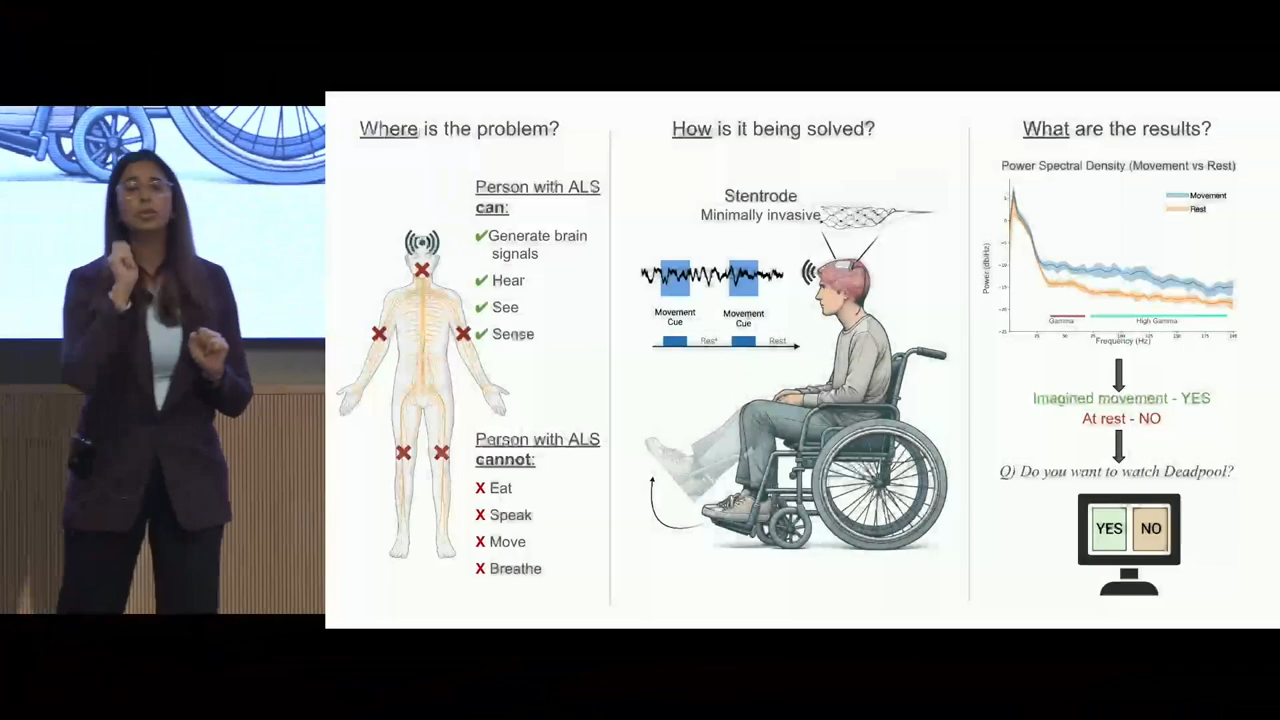 Where is the problem?
Person with ALS
can:
✔Generate brain
signals
✔ Hear
✔ See
✔ Sense
Person with ALS
cannot:
X Eat
X Speak
X Move
X Breathe
How is it being solved?
Stentrode
Minimally invasive
Movement
Cue
Movement
Cue
Rest
Rest
What are the results?
Power Spectral Density (Movement vs Rest)
Movement
Rest
Power (db/Hz)
Gamma
High Gamma
Frequency (Hz)
Imagined movement - YES
At rest - NO
Q) Do you want to watch Deadpool?
YES
NO